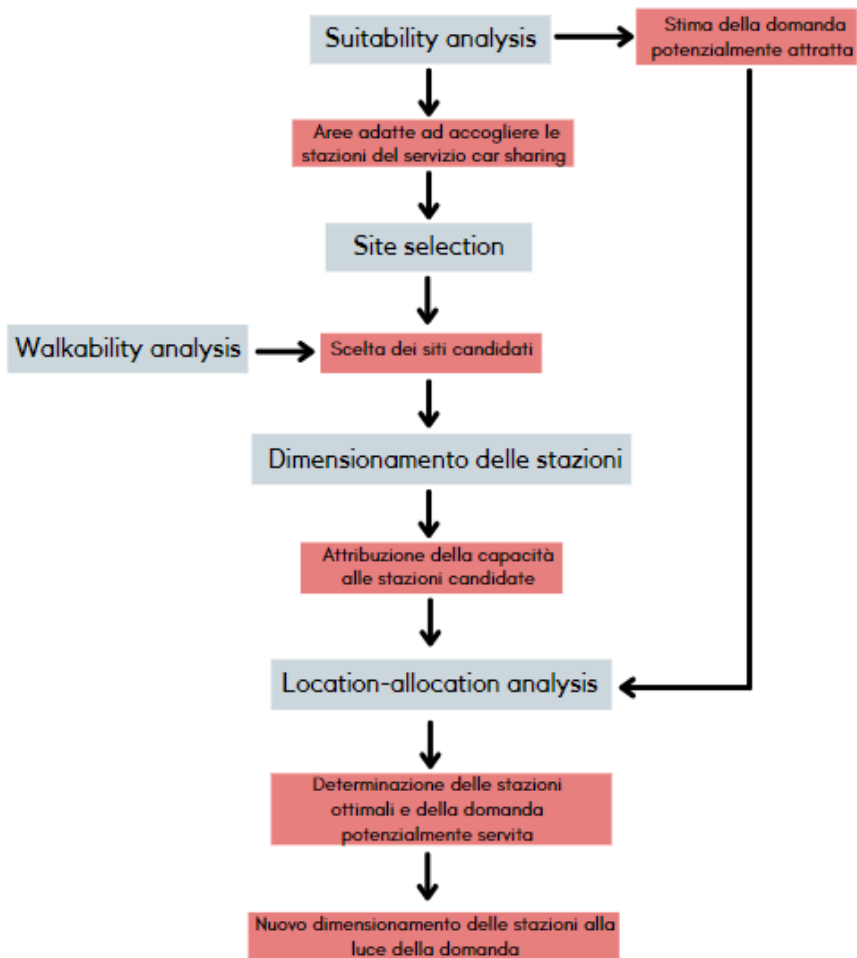 Suitability analysis
Stima della domanda
potenzialmente attratta
Aree adatte ad accogliere le
stazioni del servizio car sharing
Site selection
Walkability analysis
Scelta dei siti candidati
Dimensionamento delle stazioni
Attribuzione della capacità
alle stazioni candidate
Location-allocation analysis
Determinazione delle stazioni
ottimali e della domanda
potenzialmente servita
Nuovo dimensionamento delle stazioni alla
luce della domanda